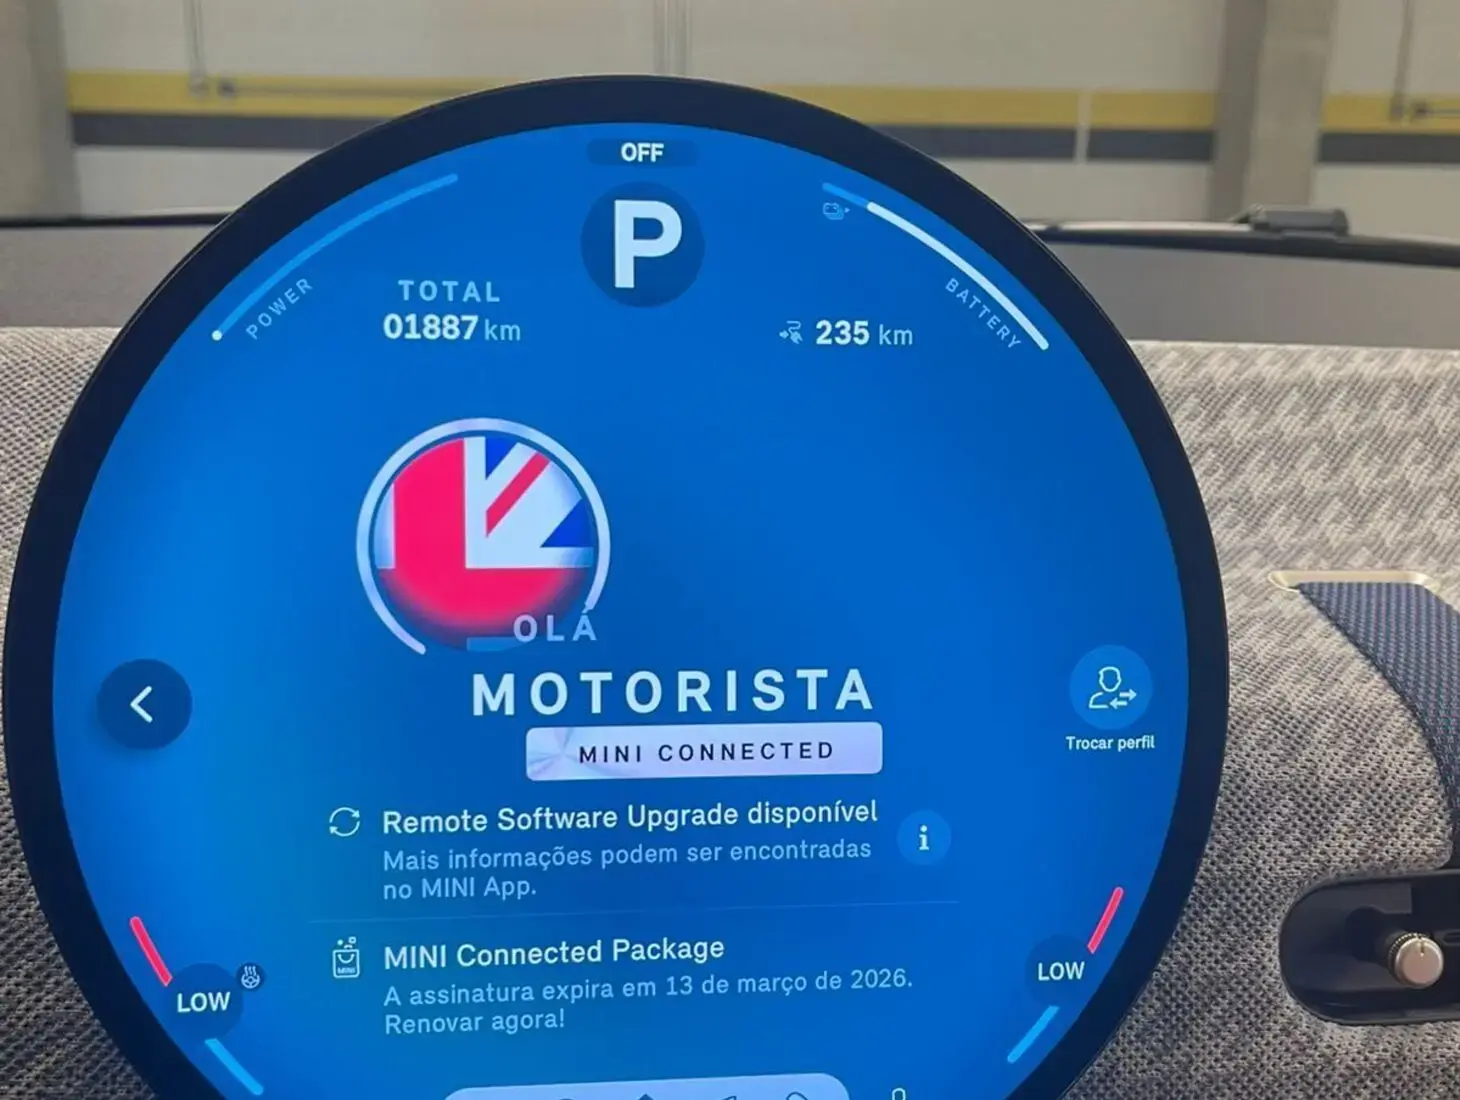 OFF
P
POWER
TOTAL
01887 km
235 km
BATTERY
OLÁ
MOTORISTA
MINI CONNECTED
Trocar perfil
Remote Software Upgrade disponível
Mais informações podem ser encontradas
no MINI App.
i
MINI
MINI Connected Package
A assinatura expira em 13 de março de 2026.
Renovar agora!
LOW
LOW